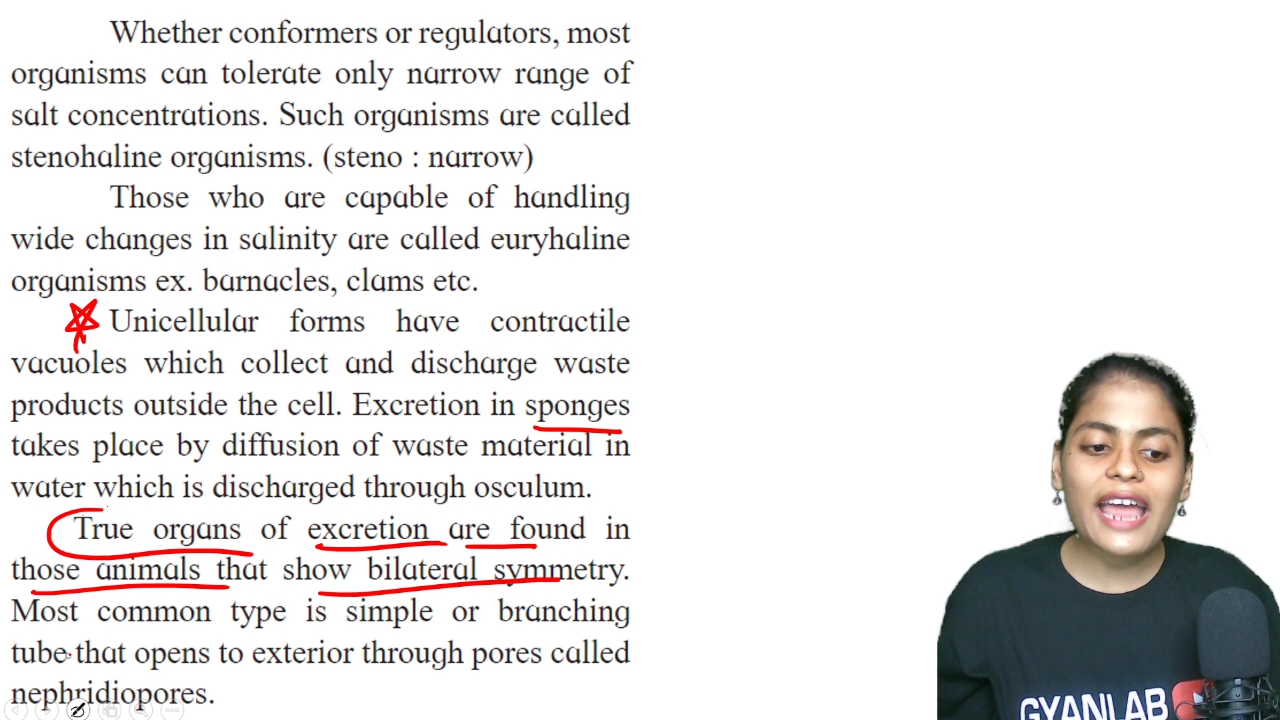 Whether conformers or regulators, most
organisms can tolerate only narrow range of
salt concentrations. Such organisms are called
stenohaline organisms. (steno : narrow)
Those who are capable of handling
wide changes in salinity are called euryhaline
organisms ex. barnacles, clams etc.
Unicellular forms have contractile
vacuoles which collect and discharge waste
products outside the cell. Excretion in sponges
takes place by diffusion of waste material in
water which is discharged through osculum.
True organs of excretion are found in
those animals that show bilateral symmetry.
Most common type is simple or branching
tube that opens to exterior through pores called
nephridiopores.
GYANLAB